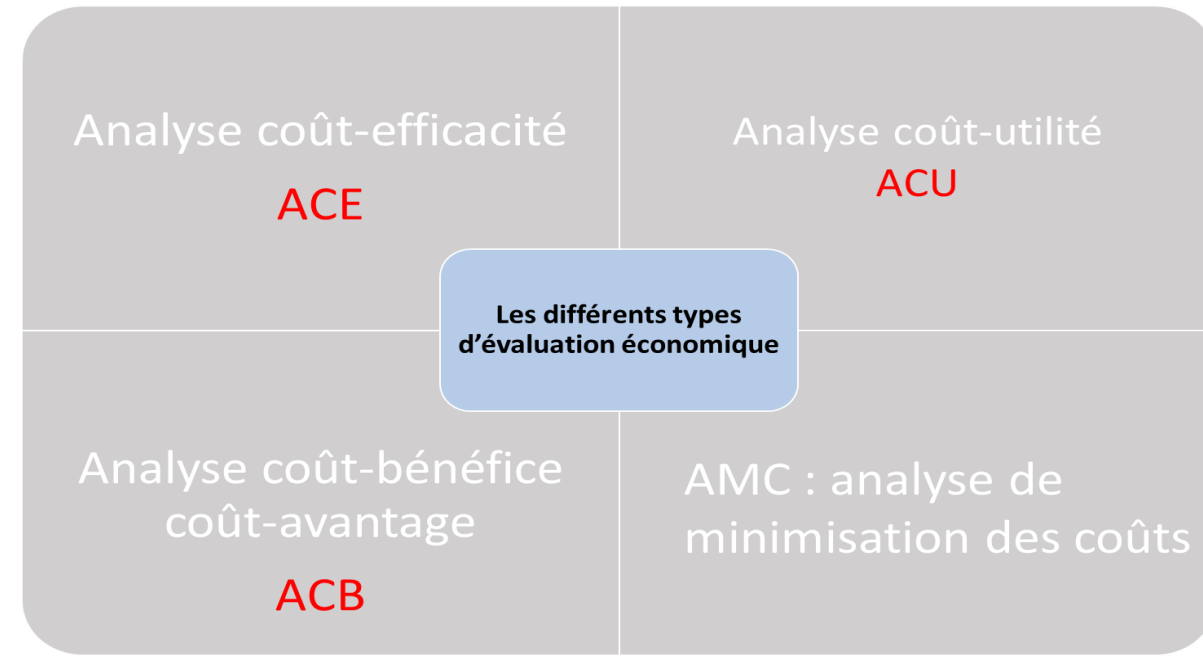 Analyse coût-efficacité
ACE
Analyse coût-utilité
ACU
Les différents types
d’évaluation économique
Analyse coût-bénéfice
coût-avantage
ACB
AMC : analyse de
minimisation des coûts